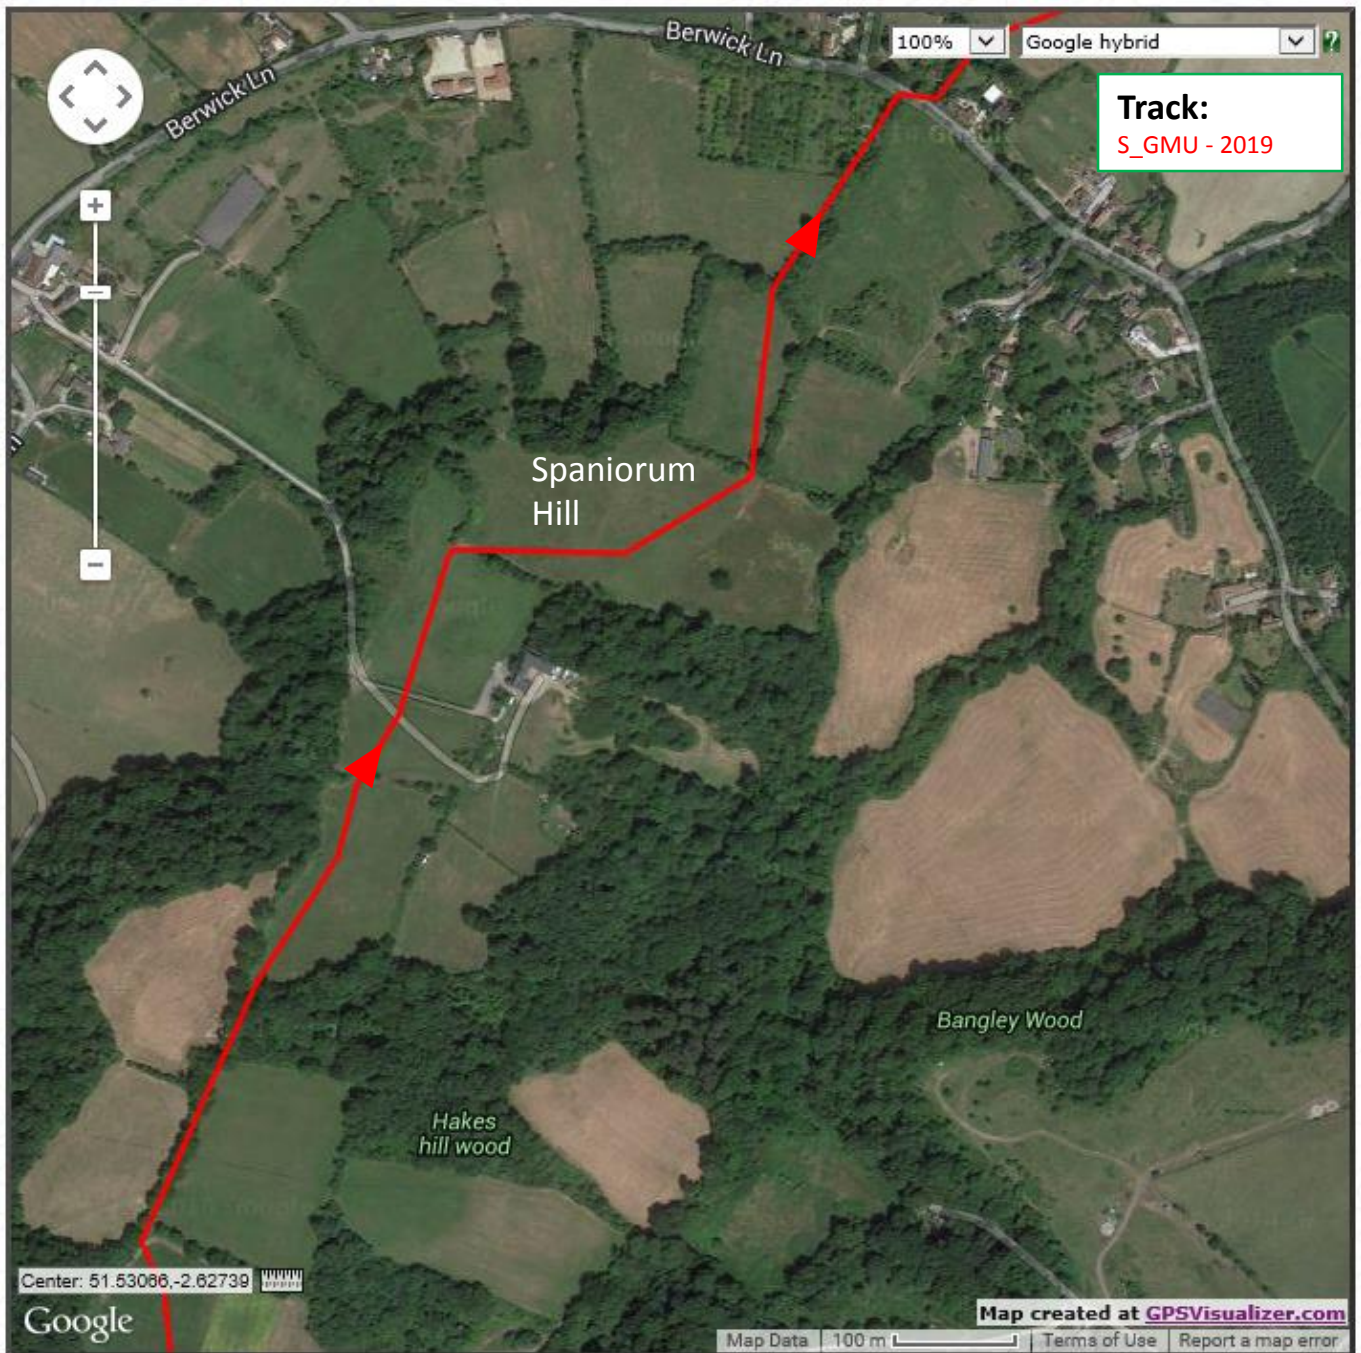 Berwick Ln
Berwick Ln
100%
Google hybrid
?
Track:
S_GMU - 2019
+
−
Spaniorum
Hill
−
Bangley Wood
Hakes
hill wood
Center: 51.53066,-2.62739
Google
Map created at GPSVisualizer.com
Map Data
100 m
Terms of Use
Report a map error